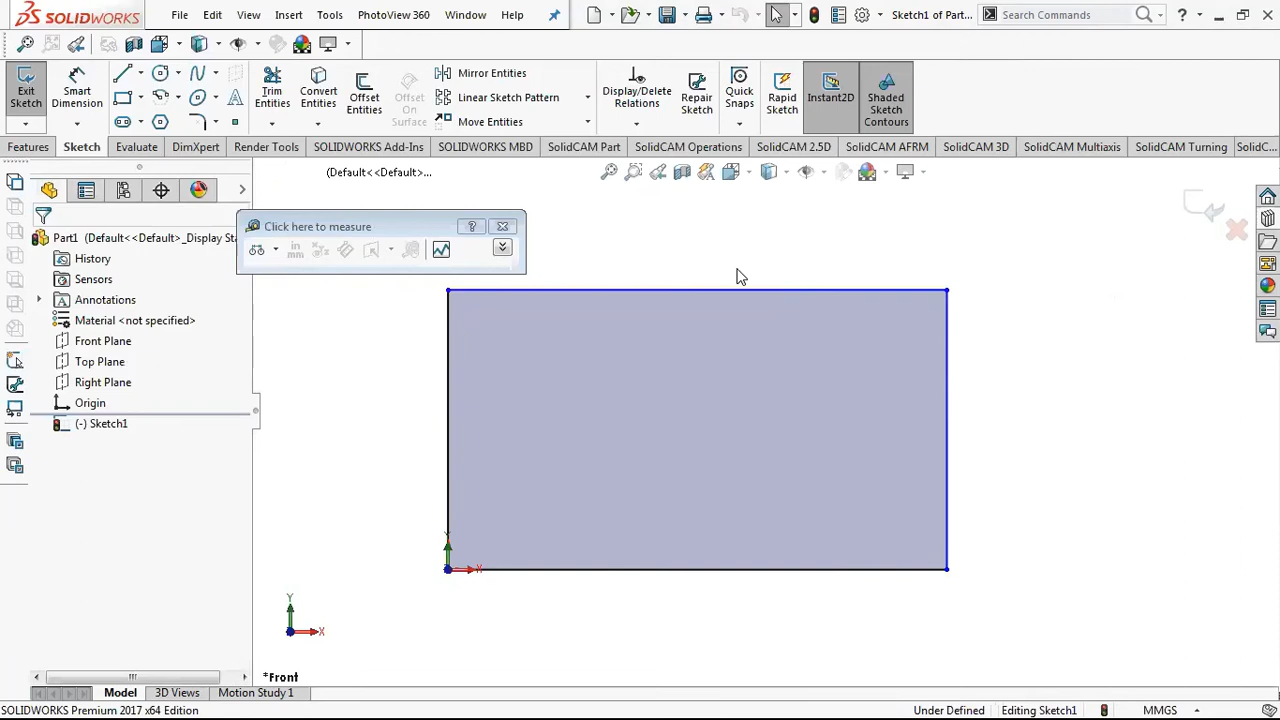 SOLIDWORKS File Edit View Insert Tools PhotoView 360 Window Help Sketch1 of Par... Search Commands ?
Exit Sketch
Smart Dimension
Trim Entities
Convert Entities
Offset Entities
Offset On Surface
Mirror Entities
Linear Sketch Pattern
Move Entities
Display/Delete Relations
Repair Sketch
Quick Snaps
Rapid Sketch
Instant2D
Shaded Sketch Contours
Features Sketch Evaluate DimXpert Render Tools SOLIDWORKS Add-Ins SOLIDWORKS MBD SolidCAM Part SolidCAM Operations SolidCAM 2.5D SolidCAM AFRM SolidCAM 3D SolidCAM Multiaxis SolidCAM Turning SolidC...
(Default<<Default>...
Click here to measure ?
in
mm
Part1 (Default<<Default>_Display Sta
History
Sensors
Annotations
Material <not specified>
Front Plane
Top Plane
Right Plane
Origin
(-) Sketch1
Y
X
Y
X
*Front
Model 3D Views Motion Study 1
SOLIDWORKS Premium 2017 x64 Edition Under Defined Editing Sketch1 MMGS